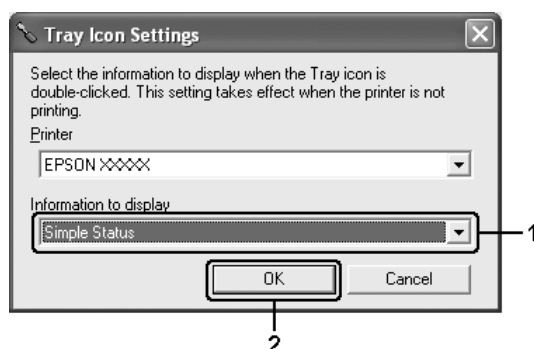 Tray Icon Settings
Select the information to display when the Tray icon is
double-clicked. This setting takes effect when the printer is not
printing.
Printer
EPSON XXXXX
Information to display
Simple Status
1
OK
Cancel
2